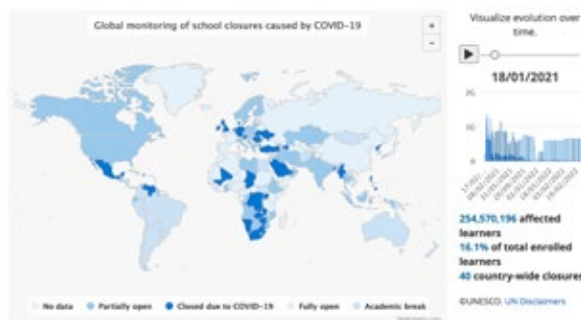 Global monitoring of school closures caused by COVID-19
+
−
Visualize evolution over
time.
18/01/2021
254,570,196 affected
learners
16.1% of total enrolled
learners
40 country-wide closures
©UNESCO. UN Disclaimers
No data
Partially open
Closed due to COVID-19
Fully open
Academic break